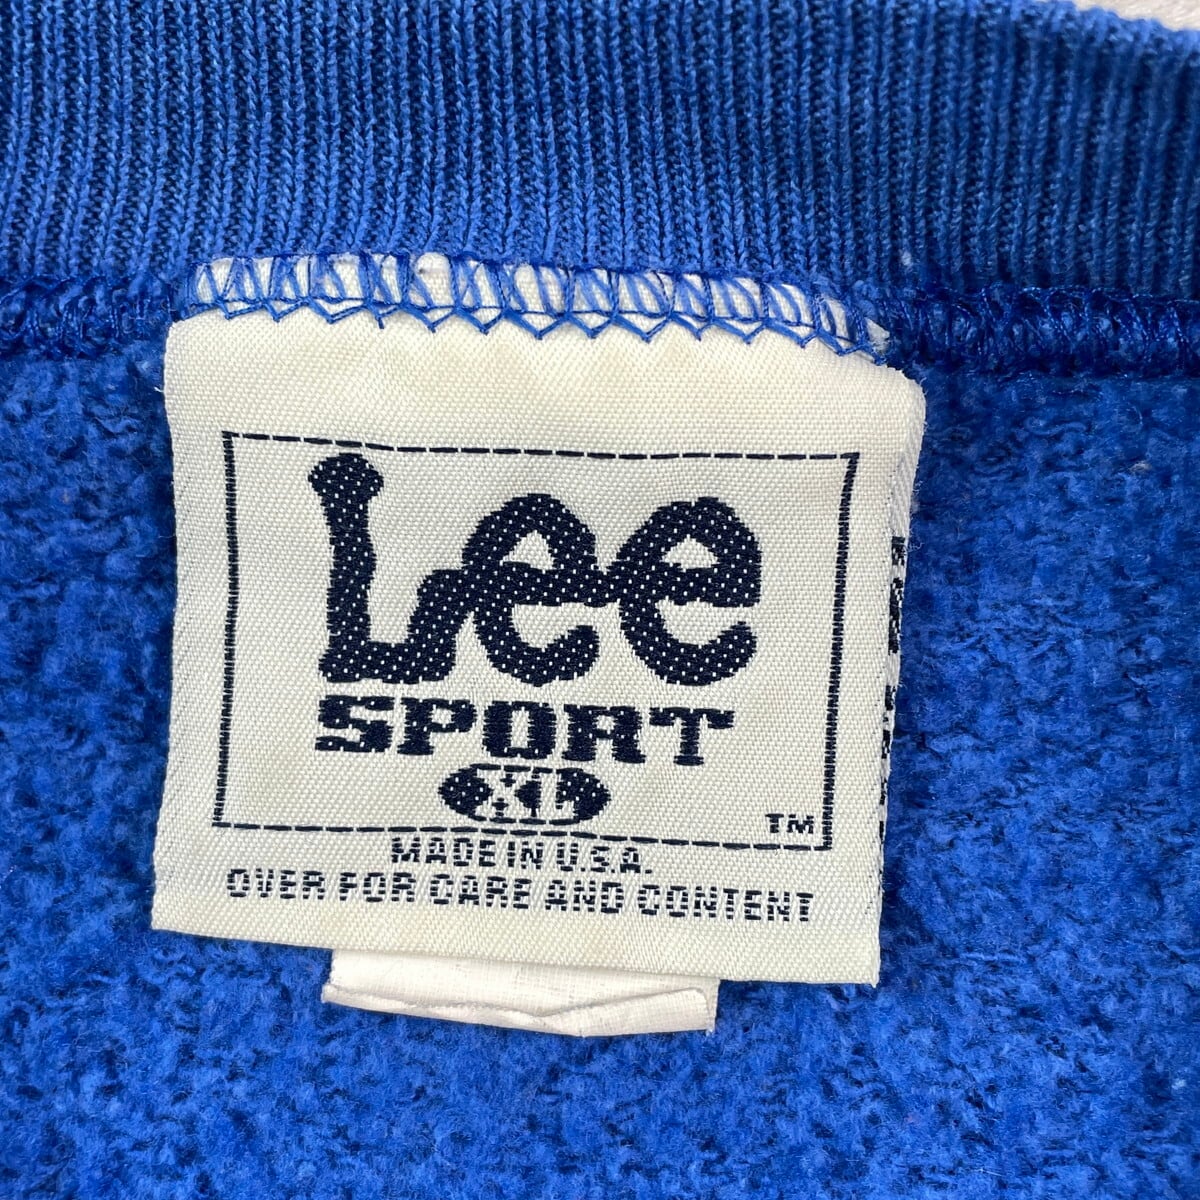 Lee
SPORT
XL
TM
MADE IN U.S.A.
OVER FOR CARE AND CONTENT